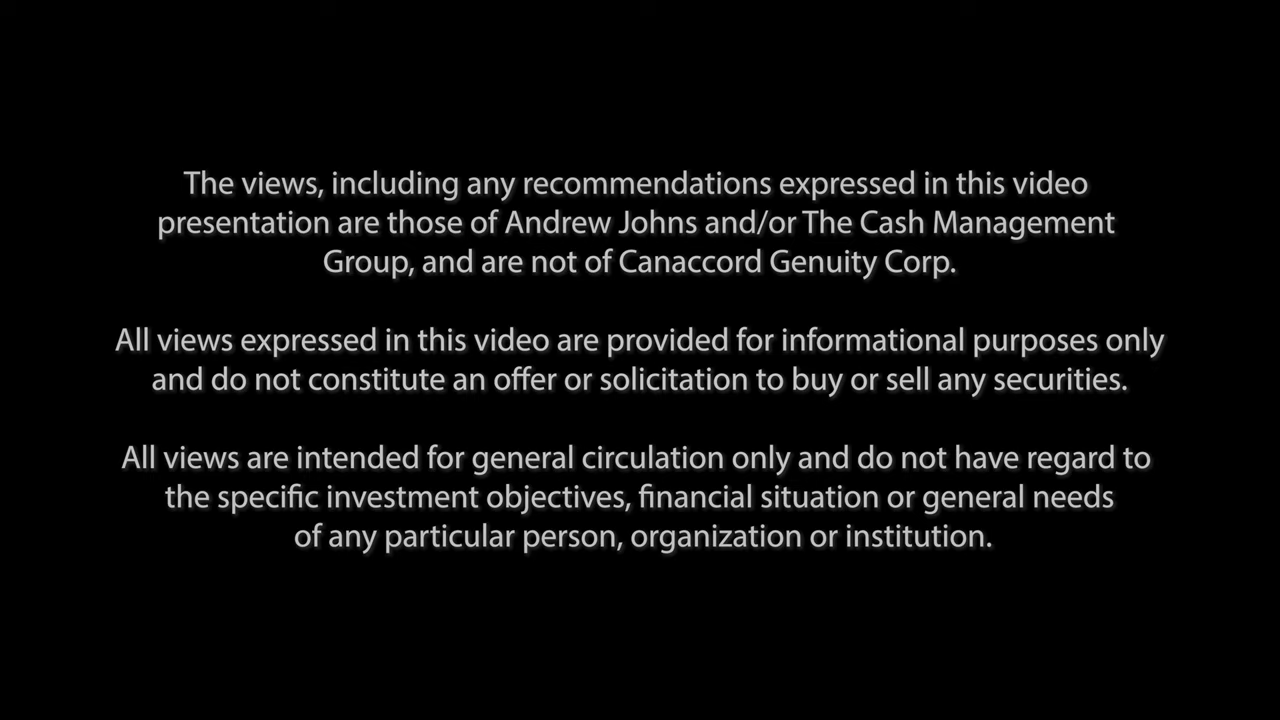 The views, including any recommendations expressed in this video
presentation are those of Andrew Johns and/or The Cash Management
Group, and are not of Canaccord Genuity Corp.
All views expressed in this video are provided for informational purposes only
and do not constitute an offer or solicitation to buy or sell any securities.
All views are intended for general circulation only and do not have regard to
the specific investment objectives, financial situation or general needs
of any particular person, organization or institution.